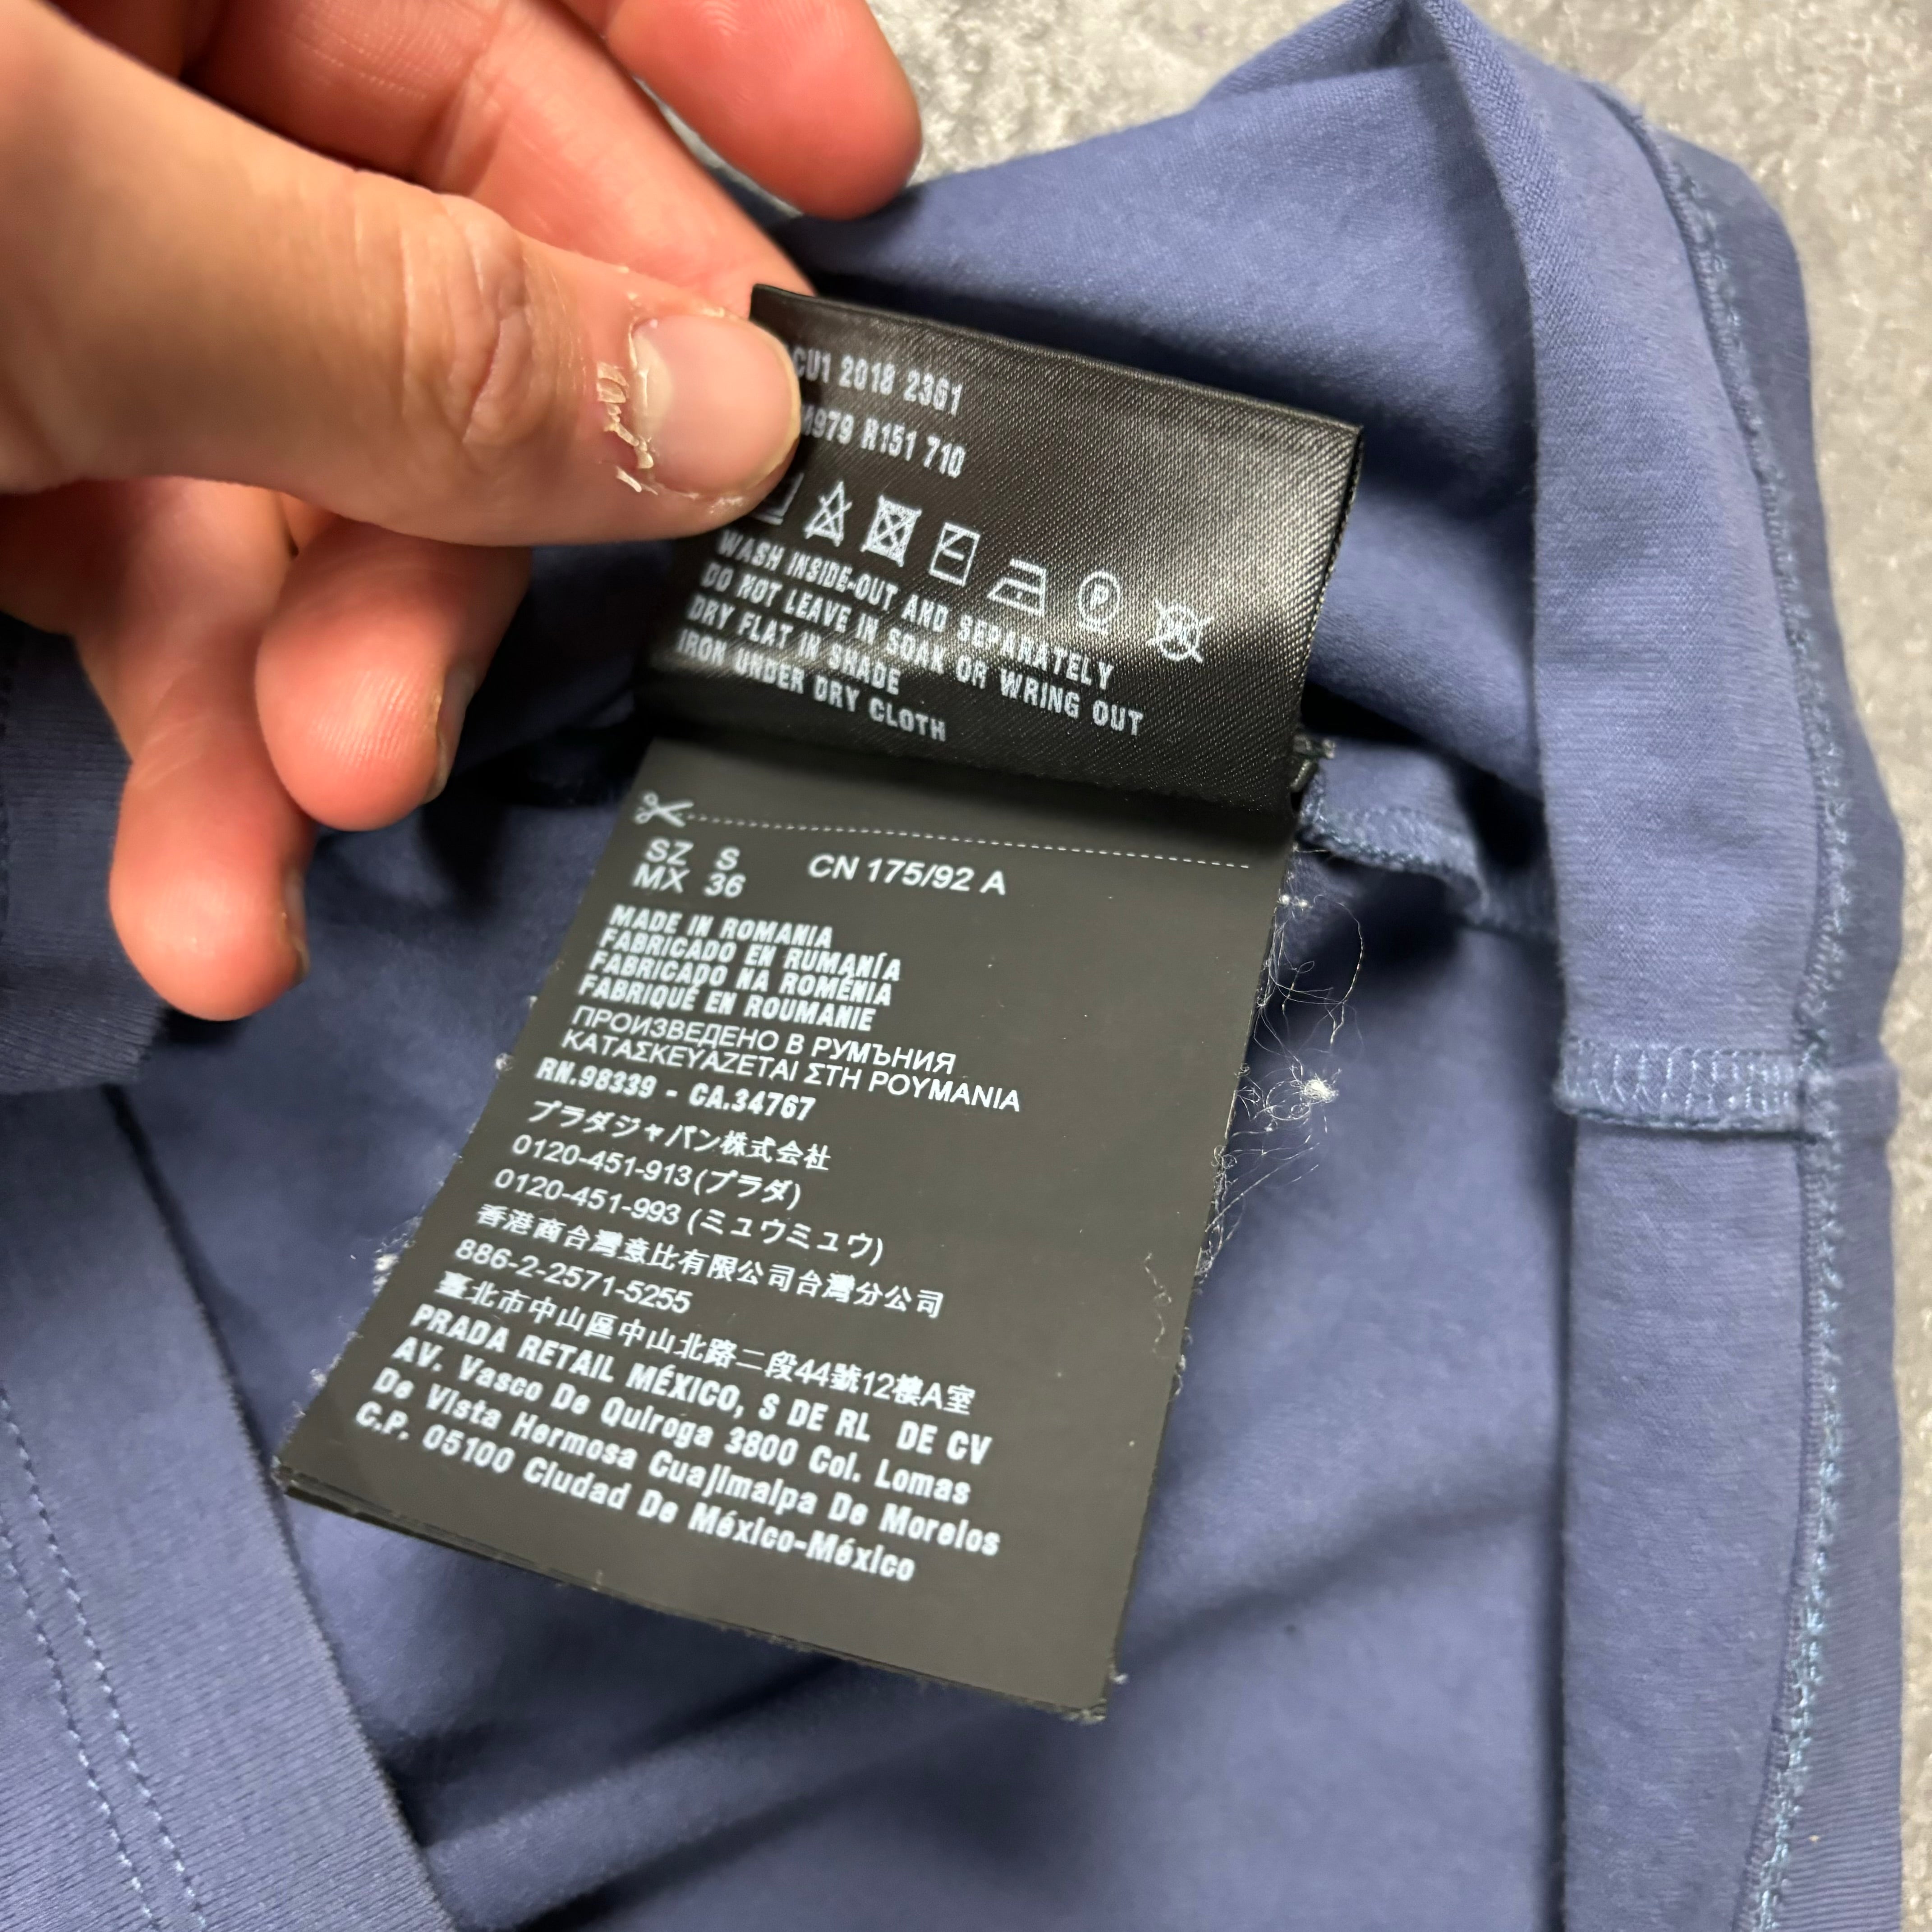 CU1 2018 2361
M979 R151 710
WASH INSIDE-OUT AND SEPARATELY
DO NOT LEAVE IN SOAK OR WRING OUT
DRY FLAT IN SHADE
IRON UNDER DRY CLOTH
SZ S CN 175/92 A
MX 36
MADE IN ROMANIA
FABRICADO EN RUMANÍA
FABRICADO NA ROMÉNIA
FABRIQUÉ EN ROUMANIE
ПРОИЗВЕДЕНО В РУМЪНИЯ
ΚΑΤΑΣΚΕΥΑΖΕΤΑΙ ΣΤΗ ΡΟΥΜΑΝΙΑ
RN.98339 - CA.34767
プラダジャパン株式会社
0120-451-913(プラダ)
0120-451-993 (ミュウミュウ)
香港商台灣意比有限公司台灣分公司
886-2-2571-5255
臺北市中山區中山北路二段44號12樓A室
PRADA RETAIL MÉXICO, S DE RL DE CV
AV. Vasco De Quiroga 3800 Col. Lomas
De Vista Hermosa Cuajimalpa De Morelos
C.P. 05100 Ciudad De México-México